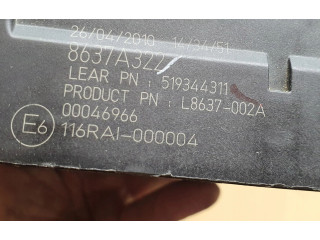 26/04/2010 14/34/51
8637A322
LEAR PN : 519344311
PRODUCT PN : L8637-002A
00046966
E6 116RAI-000004